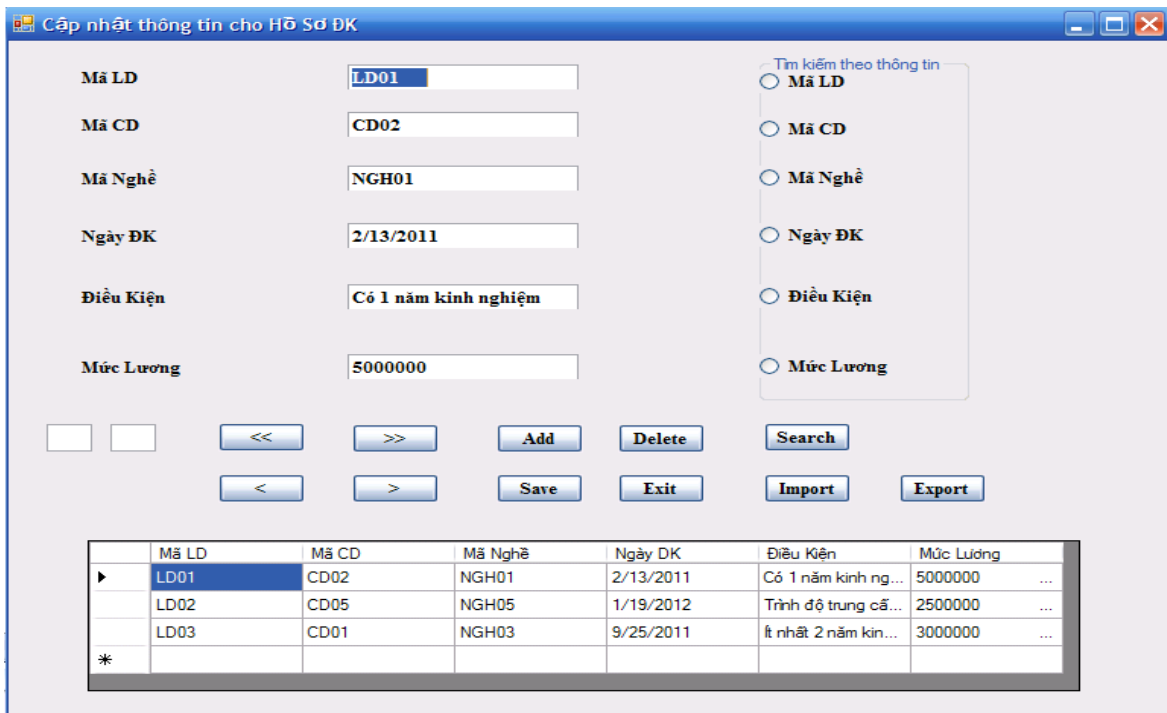 Cập nhật thông tin cho Hồ Sơ ĐK
Mã LD LD01
Mã CD CD02
Mã Nghề NGH01
Ngày ĐK 2/13/2011
Điều Kiện Có 1 năm kinh nghiệm
Mức Lương 5000000
Tìm kiếm theo thông tin
Mã LD
Mã CD
Mã Nghề
Ngày ĐK
Điều Kiện
Mức Lương
<< >> Add Delete Search
< > Save Exit Import Export
Mã LD Mã CD Mã Nghề Ngày DK Điều Kiện Mức Lương
LD01 CD02 NGH01 2/13/2011 Có 1 năm kinh ng... 5000000 ...
LD02 CD05 NGH05 1/19/2012 Trình độ trung cấ... 2500000 ...
LD03 CD01 NGH03 9/25/2011 Ít nhất 2 năm kin... 3000000 ...